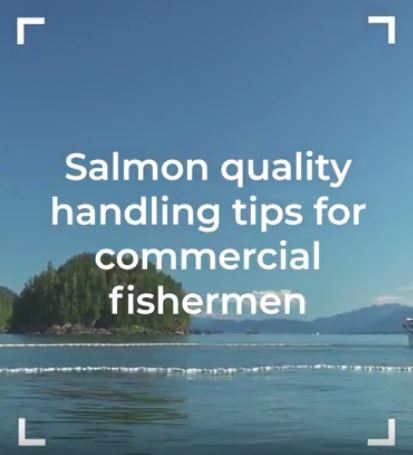 Salmon quality
handling tips for
commercial
fishermen